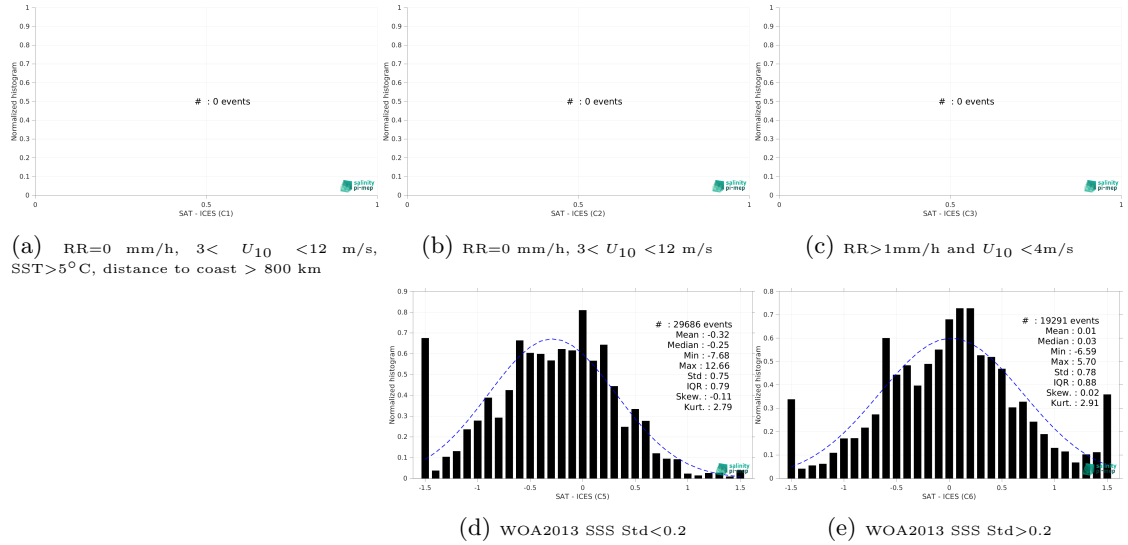 1
0.9
0.8
0.7
0.6
0.5
0.4
0.3
0.2
0.1
0
Normalized histogram
# : 0 events
salinity
pi-mep
0 0.5 1
SAT - ICES (C1)
1
0.9
0.8
0.7
0.6
0.5
0.4
0.3
0.2
0.1
0
Normalized histogram
# : 0 events
salinity
pi-mep
0 0.5 1
SAT - ICES (C2)
1
0.9
0.8
0.7
0.6
0.5
0.4
0.3
0.2
0.1
0
Normalized histogram
# : 0 events
salinity
pi-mep
0 0.5 1
SAT - ICES (C3)
(a) RR=0 mm/h, 3< U10 <12 m/s,
SST>5°C, distance to coast > 800 km
(b) RR=0 mm/h, 3< U10 <12 m/s
(c) RR>1mm/h and U10 <4m/s
0.9
0.8
0.7
0.6
0.5
0.4
0.3
0.2
0.1
0
Normalized histogram
# : 29686 events
Mean : -0.32
Median : -0.25
Min : -7.68
Max : 12.66
Std : 0.75
IQR : 0.79
Skew. : -0.11
Kurt. : 2.79
salinity
pi-mep
-1.5 -1 -0.5 0 0.5 1 1.5
SAT - ICES (C5)
0.8
0.7
0.6
0.5
0.4
0.3
0.2
0.1
0
Normalized histogram
# : 19291 events
Mean : 0.01
Median : 0.03
Min : -6.59
Max : 5.70
Std : 0.78
IQR : 0.88
Skew. : 0.02
Kurt. : 2.91
salinity
pi-mep
-1.5 -1 -0.5 0 0.5 1 1.5
SAT - ICES (C6)
(d) WOA2013 SSS Std<0.2
(e) WOA2013 SSS Std>0.2